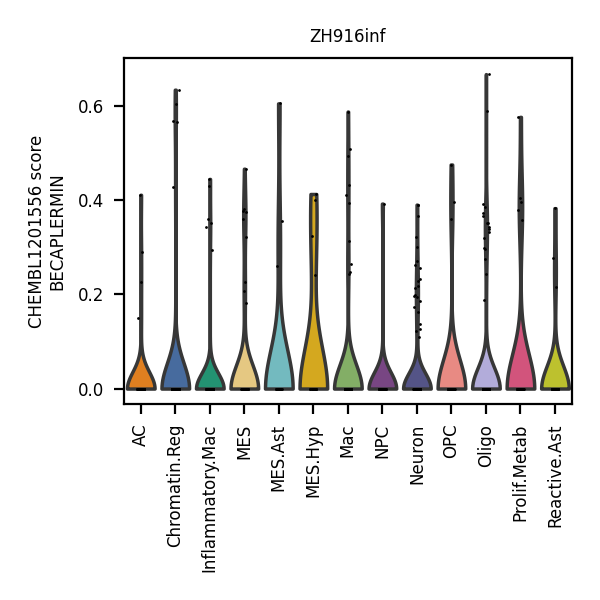 ZH916inf
CHEMBL1201556 score
BECAPLERMIN
0.6
0.4
0.2
0.0
AC
Chromatin.Reg
Inflammatory.Mac
MES
MES.Ast
MES.Hyp
Mac
NPC
Neuron
OPC
Oligo
Prolif.Metab
Reactive.Ast